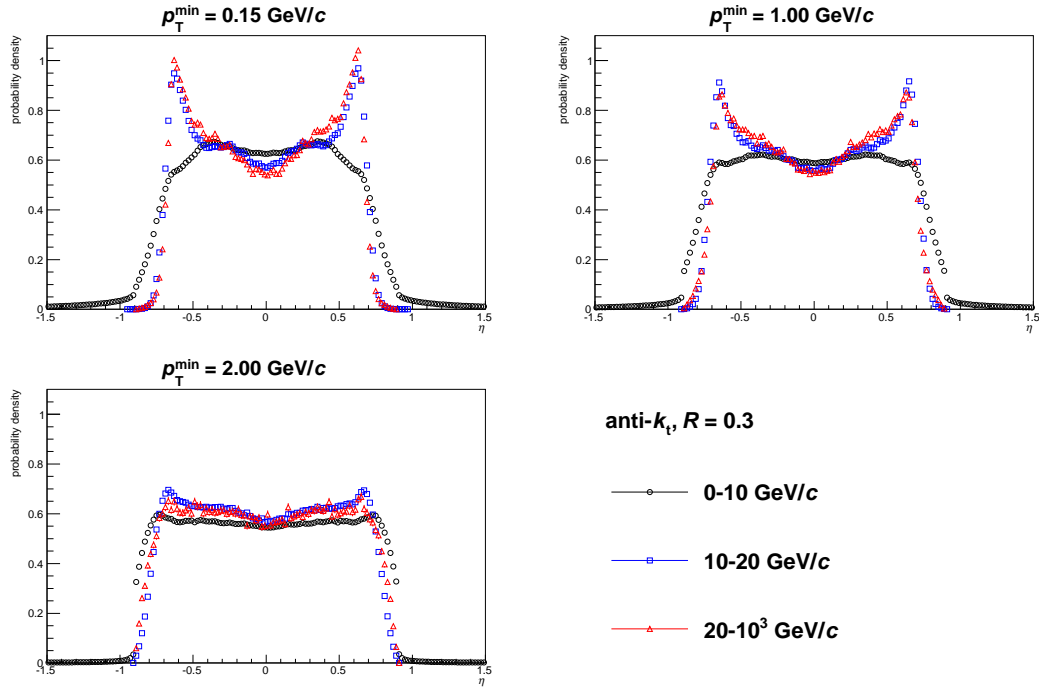 p_T^min = 0.15 GeV/c
probability density
1
0.8
0.6
0.4
0.2
0
-1.5 -1 -0.5 0 0.5 1 1.5
η
p_T^min = 1.00 GeV/c
probability density
1
0.8
0.6
0.4
0.2
0
-1.5 -1 -0.5 0 0.5 1 1.5
η
p_T^min = 2.00 GeV/c
probability density
1
0.8
0.6
0.4
0.2
0
-1.5 -1 -0.5 0 0.5 1 1.5
η
anti-k_t, R = 0.3
0-10 GeV/c
10-20 GeV/c
20-10³ GeV/c